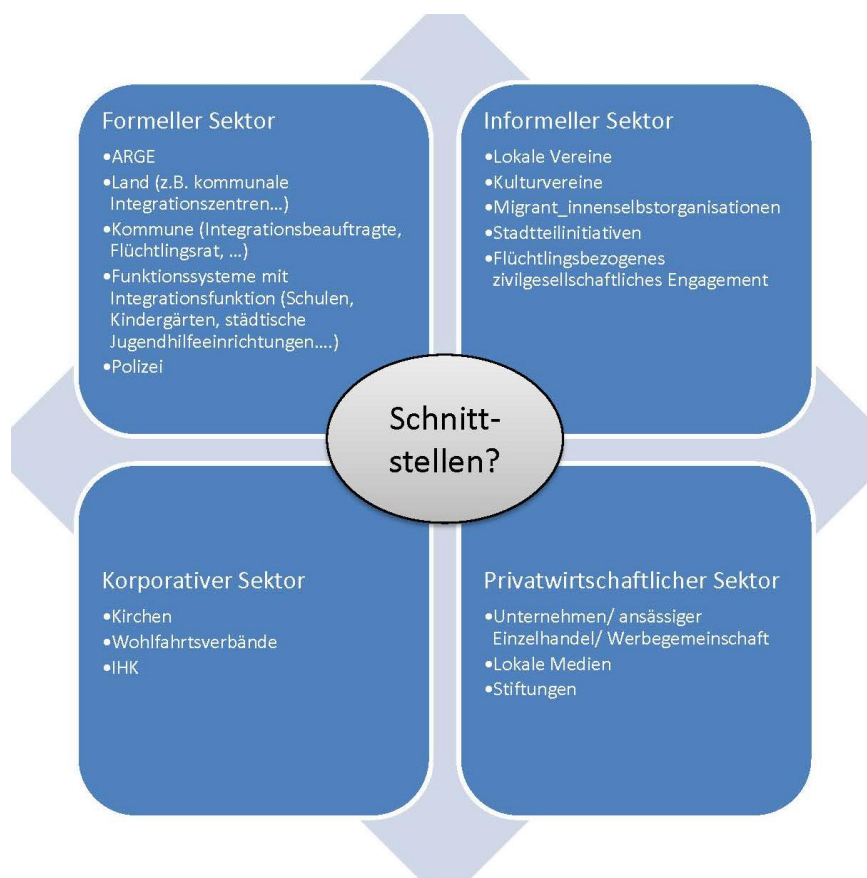 Formeller Sektor
•ARGE
•Land (z.B. kommunale
Integrationszentren...)
•Kommune (Integrationsbeauftragte,
Flüchtlingsrat, ...)
•Funktionssysteme mit
Integrationsfunktion (Schulen,
Kindergärten, städtische
Jugendhilfeeinrichtungen....)
•Polizei
Informeller Sektor
•Lokale Vereine
•Kulturvereine
•Migrant_innenselbstorganisationen
•Stadtteilinitiativen
•Flüchtlingsbezogenes
zivilgesellschaftliches Engagement
Schnitt-
stellen?
Korporativer Sektor
•Kirchen
•Wohlfahrtsverbände
•IHK
Privatwirtschaftlicher Sektor
•Unternehmen/ ansässiger
Einzelhandel/ Werbegemeinschaft
•Lokale Medien
•Stiftungen